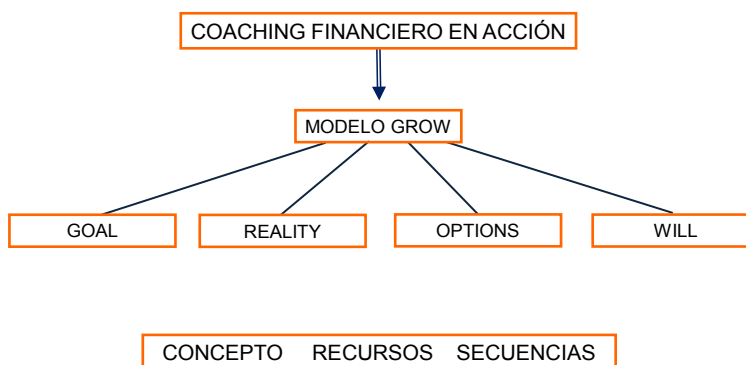 COACHING FINANCIERO EN ACCIÓN
MODELO GROW
GOAL
REALITY
OPTIONS
WILL
CONCEPTO RECURSOS SECUENCIAS